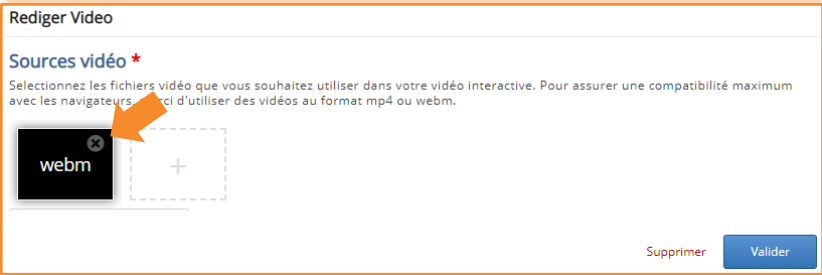 Rediger Video
Sources vidéo *
Selectionnez les fichiers vidéo que vous souhaitez utiliser dans votre vidéo interactive. Pour assurer une compatibilité maximum
avec les navigateurs, d'utiliser des vidéos au format mp4 ou webm.
webm
+
Supprimer
Valider